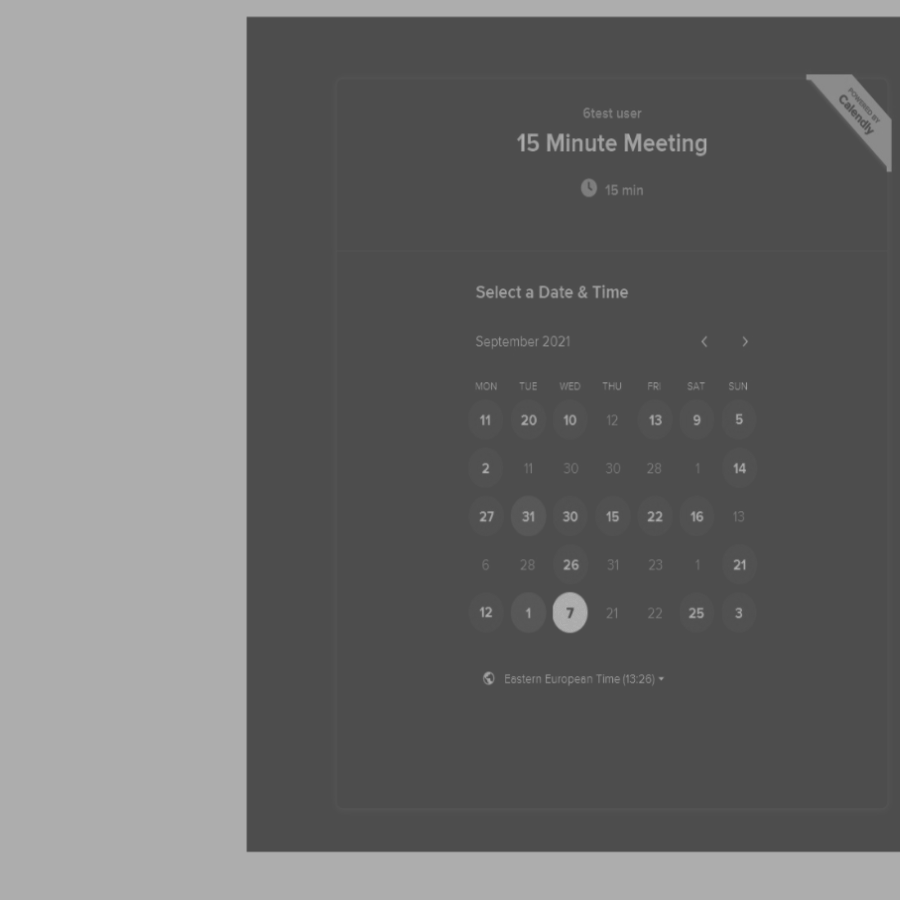 POWERED BY
Calendly
6test user
15 Minute Meeting
15 min
Select a Date & Time
September 2021
MON TUE WED THU FRI SAT SUN
11 20 10 12 13 9 5
2 11 30 30 28 1 14
27 31 30 15 22 16 13
6 28 26 31 23 1 21
12 1 7 21 22 25 3
Eastern European Time (13:26)